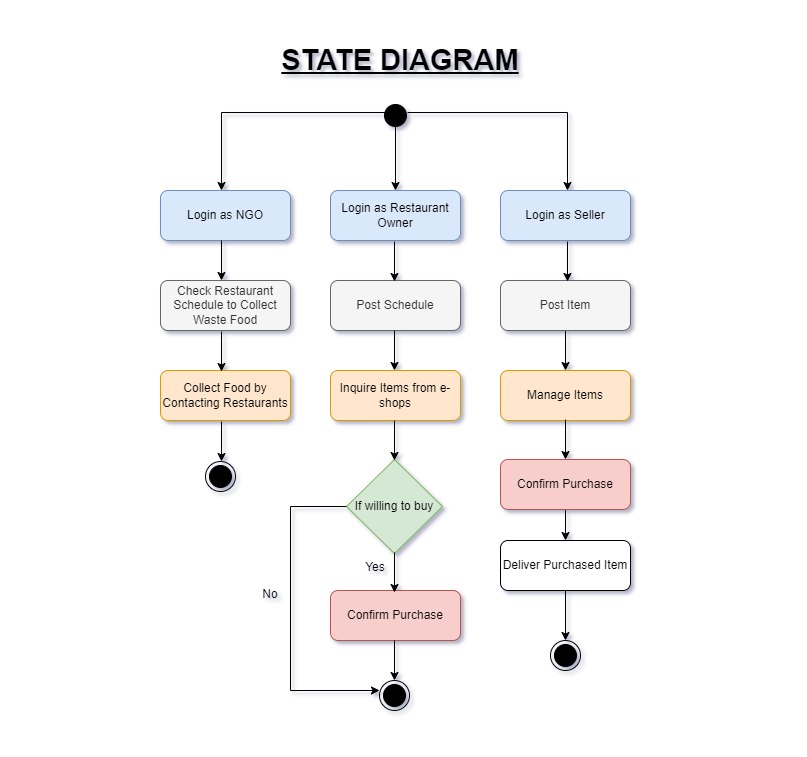 STATE DIAGRAM
Login as NGO
Login as Restaurant
Owner
Login as Seller
Check Restaurant
Schedule to Collect
Waste Food
Post Schedule
Post Item
Collect Food by
Contacting Restaurants
Inquire Items from e-
shops
Manage Items
If willing to buy
Confirm Purchase
Yes
Deliver Purchased Item
No
Confirm Purchase